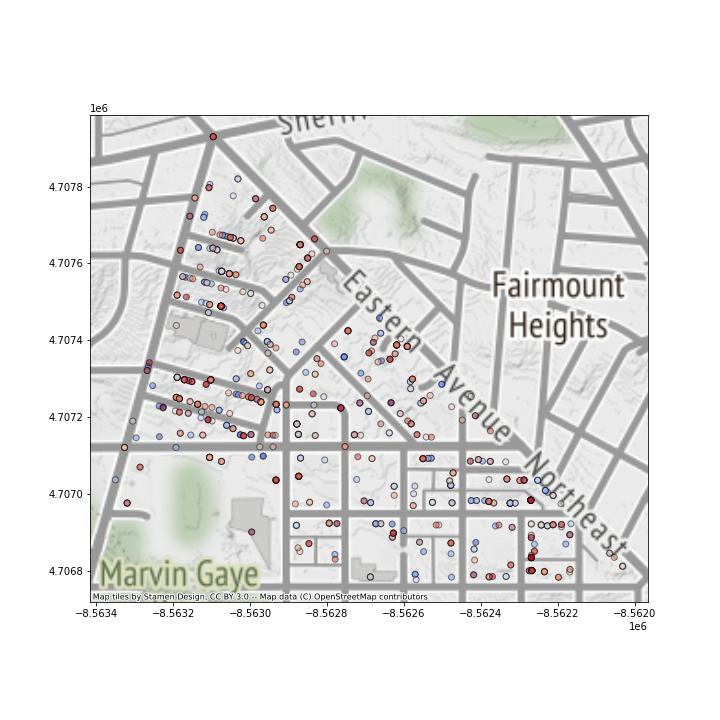 1e6
Sheriff
4.7078
4.7076
4.7074
4.7072
4.7070
4.7068
Fairmount
Heights
Eastern Avenue Northeast
Marvin Gaye
Map tiles by Stamen Design, CC BY 3.0 -- Map data (C) OpenStreetMap contributors
−8.5634 −8.5632 −8.5630 −8.5628 −8.5626 −8.5624 −8.5622 −8.5620
1e6